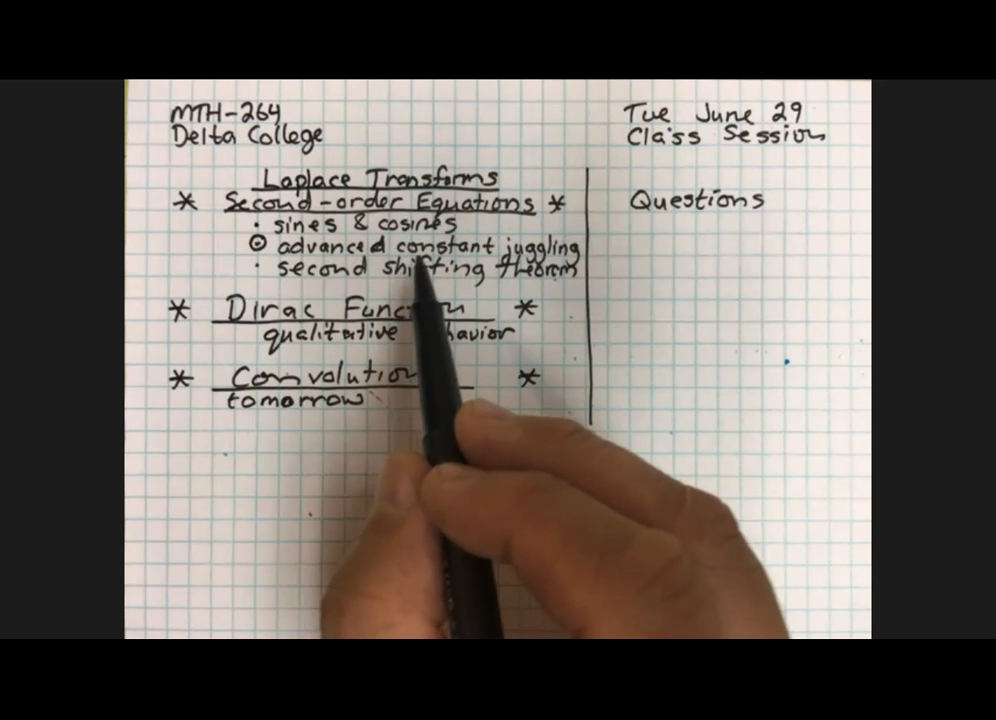 MTH-264
Delta College
Tue June 29
Class Session
Laplace Transforms
* Second-order Equations *
• sines & cosines
⊙ advanced constant juggling
• second shifting theorem
* Dirac *
qualitative
* Convolution *
tomorrow
Questions